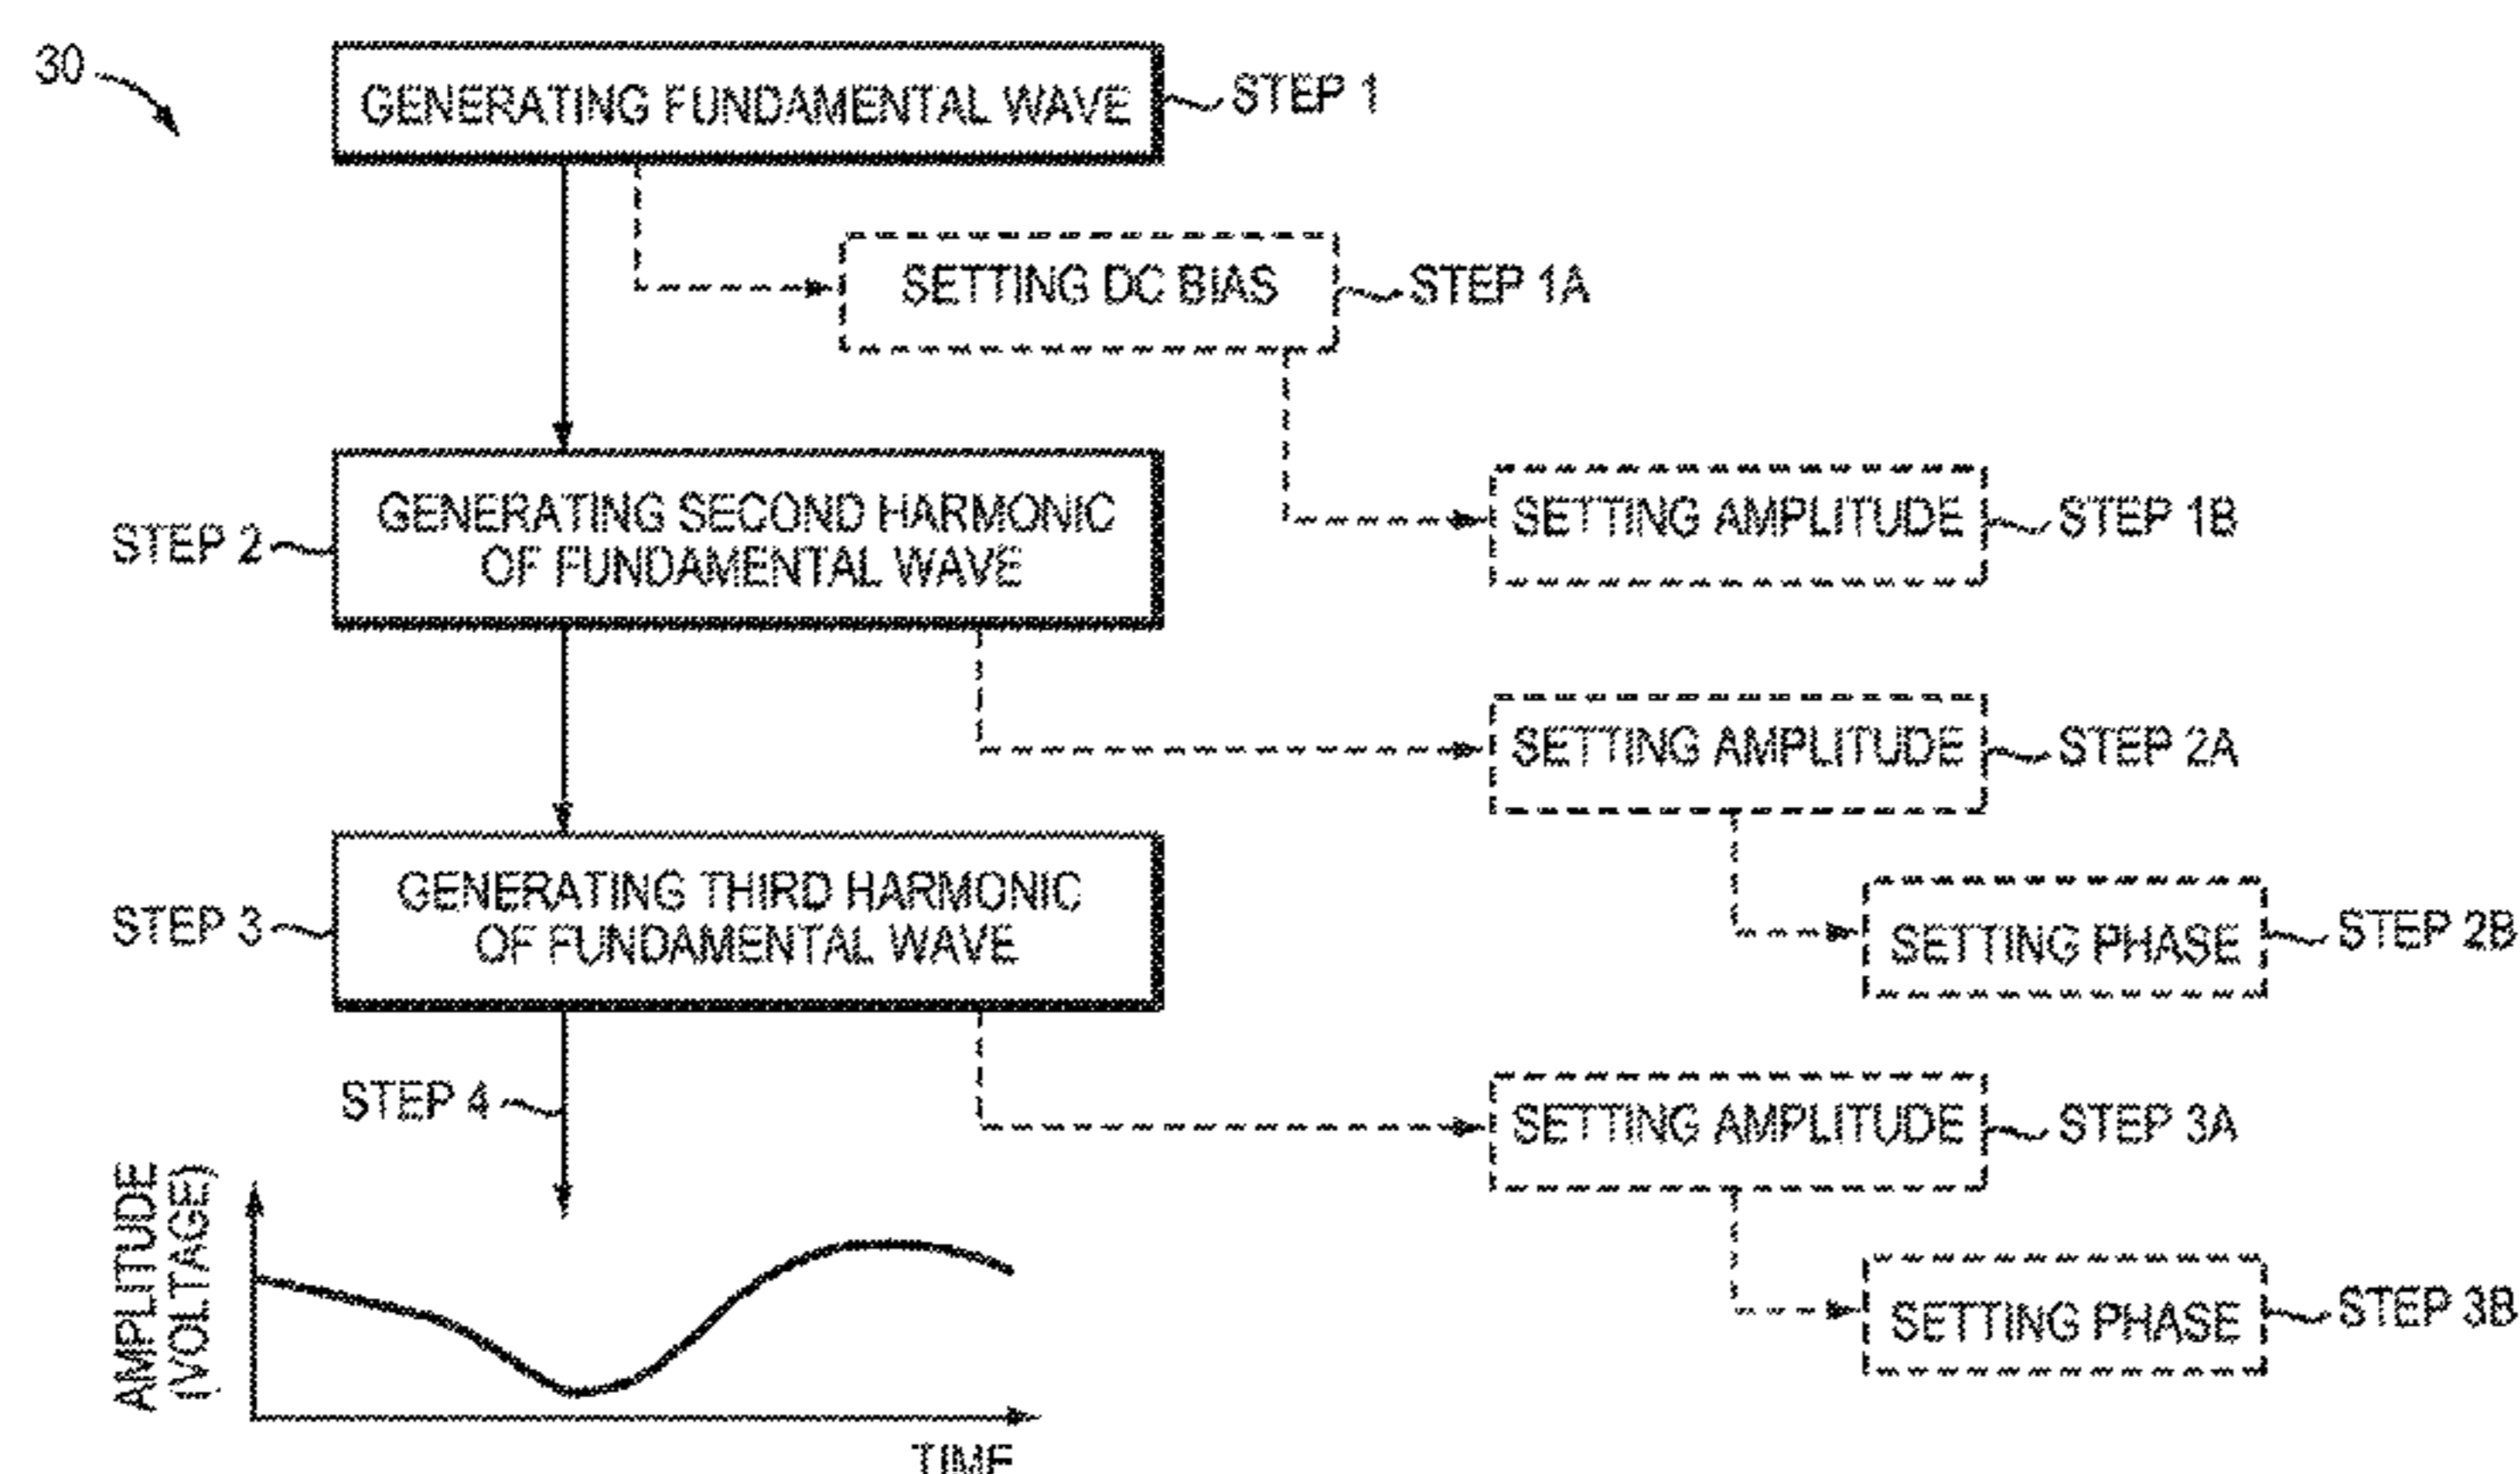 30
GENERATING FUNDAMENTAL WAVE
STEP 1
SETTING DC BIAS
STEP 1A
STEP 2
GENERATING SECOND HARMONIC
OF FUNDAMENTAL WAVE
SETTING AMPLITUDE
STEP 1B
SETTING AMPLITUDE
STEP 2A
STEP 3
GENERATING THIRD HARMONIC
OF FUNDAMENTAL WAVE
SETTING PHASE
STEP 2B
STEP 4
SETTING AMPLITUDE
STEP 3A
SETTING PHASE
STEP 3B
AMPLITUDE
(VOLTAGE)
TIME